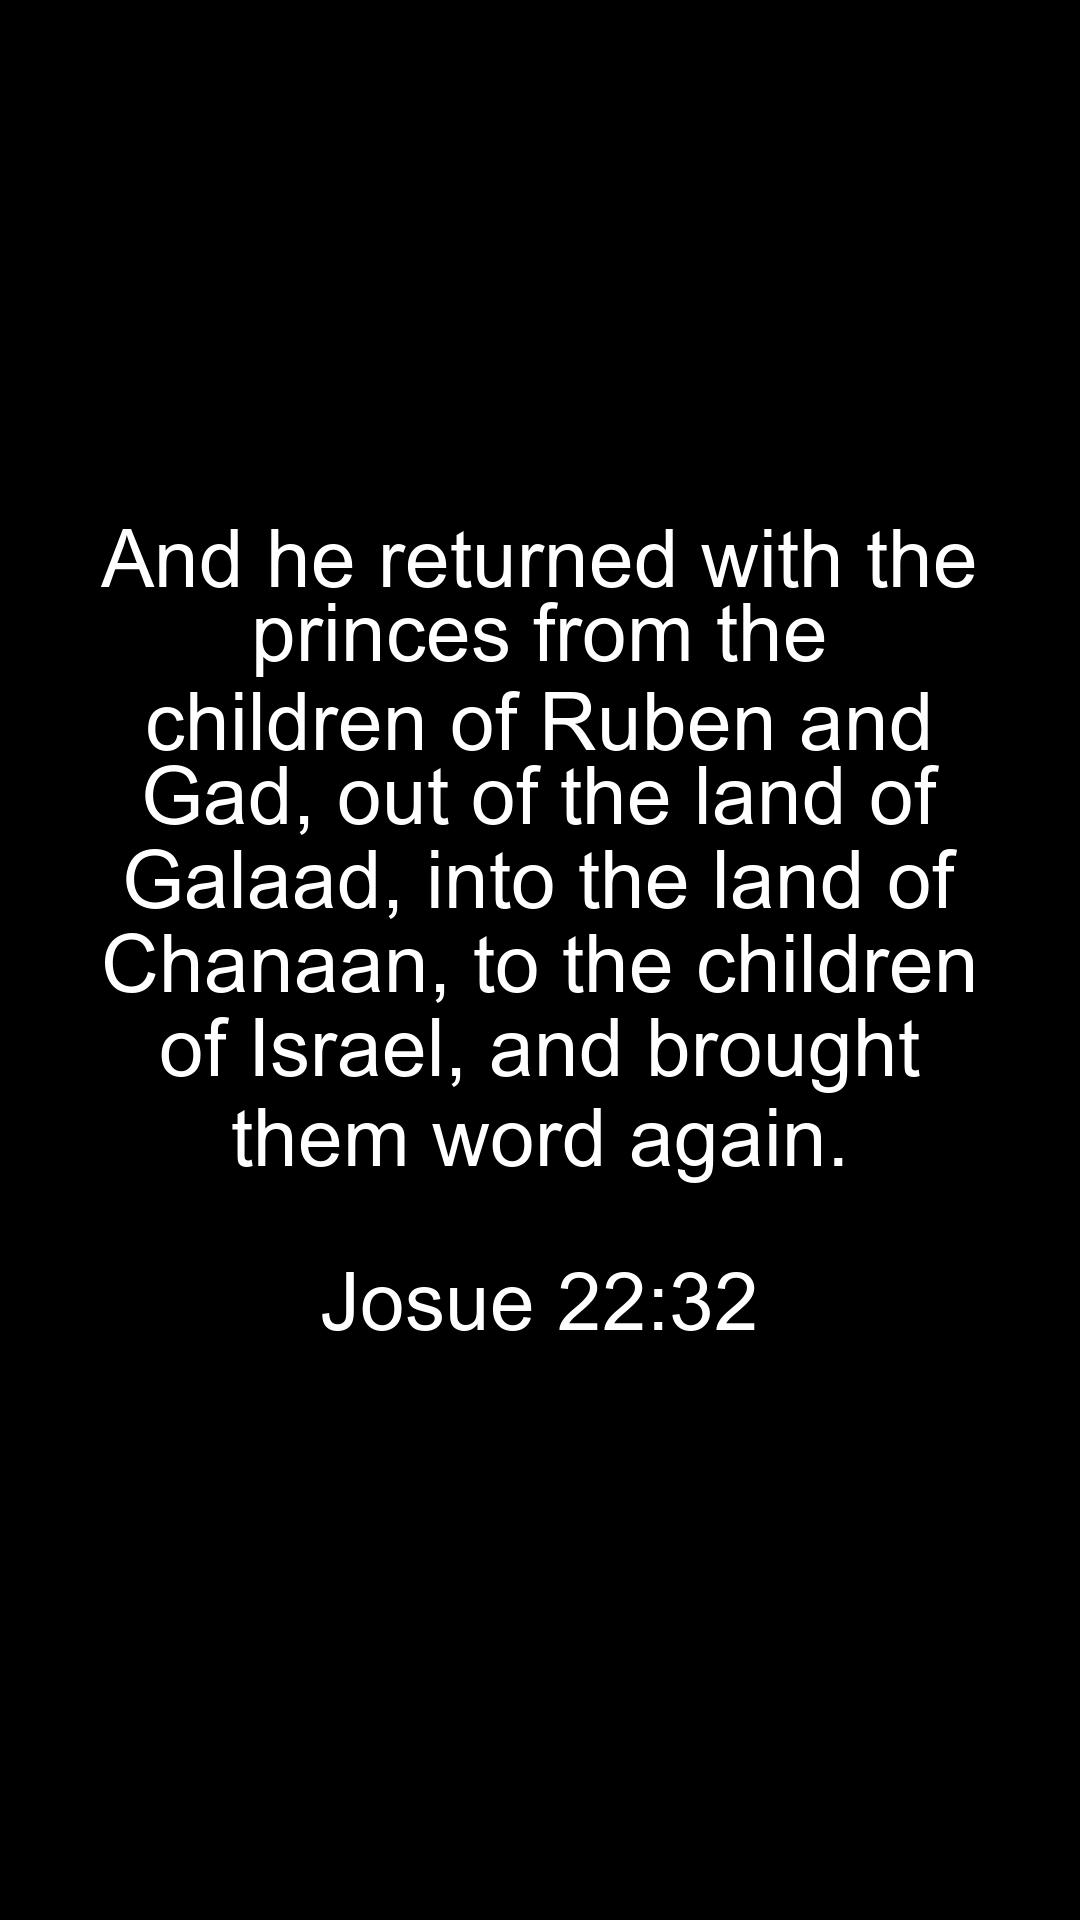 And he returned with the
princes from the
children of Ruben and
Gad, out of the land of
Galaad, into the land of
Chanaan, to the children
of Israel, and brought
them word again.
Josue 22:32